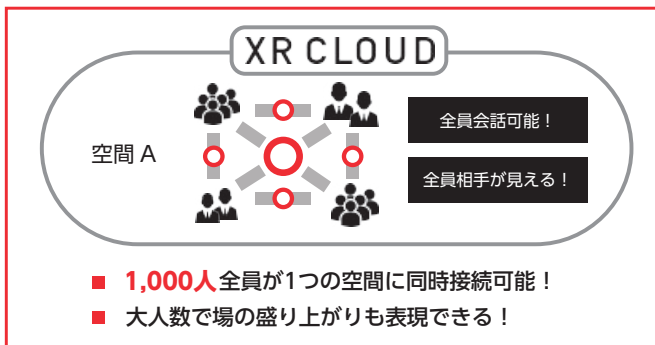 XR CLOUD
空間 A
全員会話可能！
全員相手が見える！
■ 1,000人全員が1つの空間に同時接続可能！
■ 大人数で場の盛り上がりも表現できる！